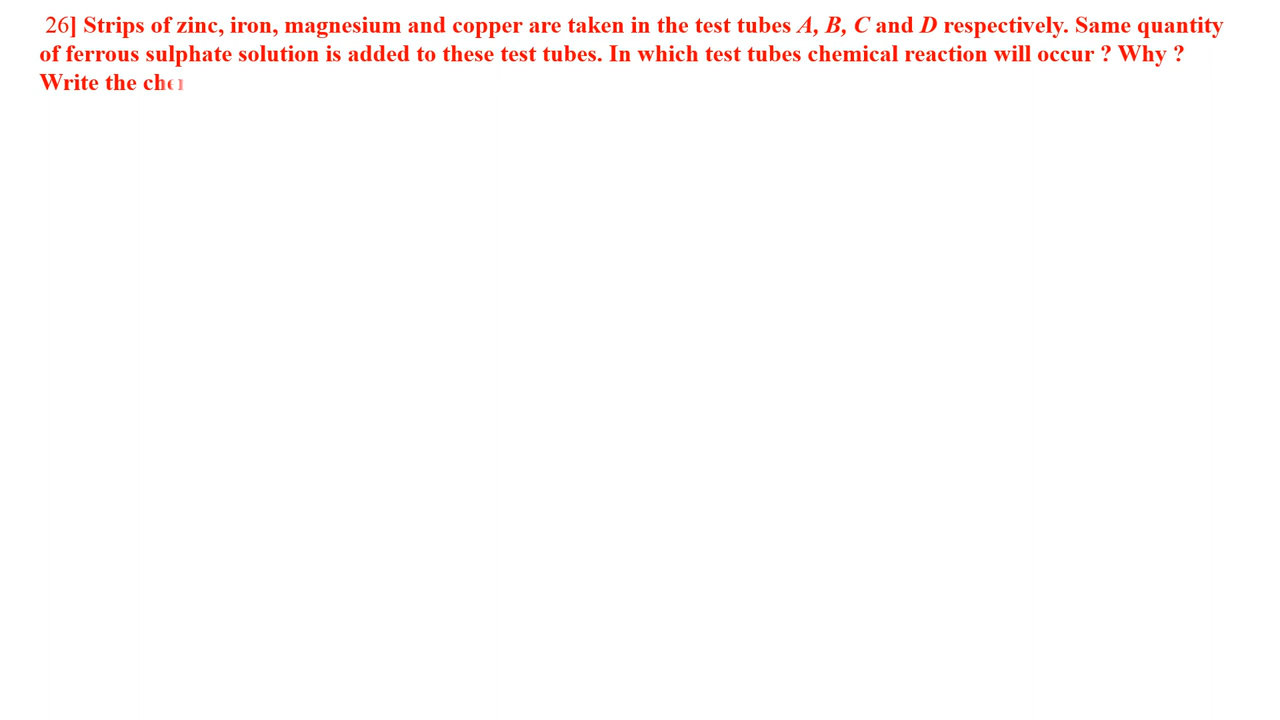 26] Strips of zinc, iron, magnesium and copper are taken in the test tubes A, B, C and D respectively. Same quantity
of ferrous sulphate solution is added to these test tubes. In which test tubes chemical reaction will occur ? Why ?
Write the